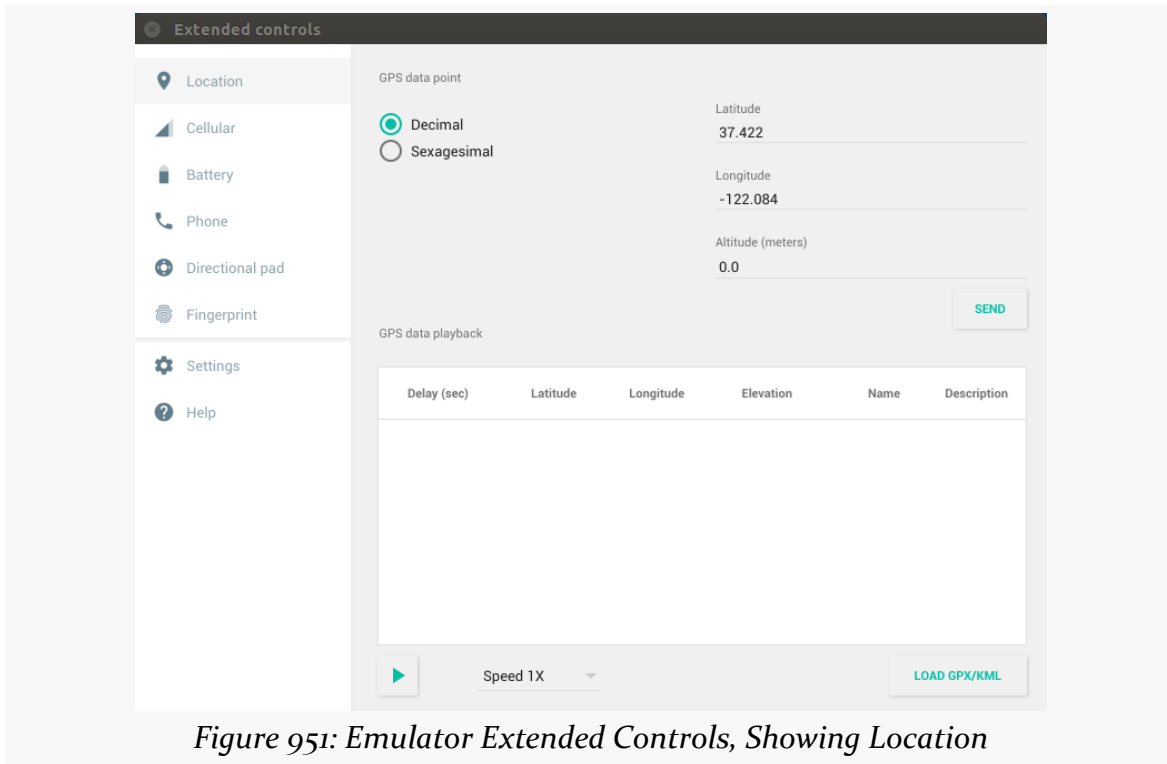 Extended controls
Location
Cellular
Battery
Phone
Directional pad
Fingerprint
Settings
Help
GPS data point
Decimal
Sexagesimal
Latitude
37.422
Longitude
-122.084
Altitude (meters)
0.0
SEND
GPS data playback
Delay (sec) Latitude Longitude Elevation Name Description
Speed 1X
LOAD GPX/KML
Figure 951: Emulator Extended Controls, Showing Location